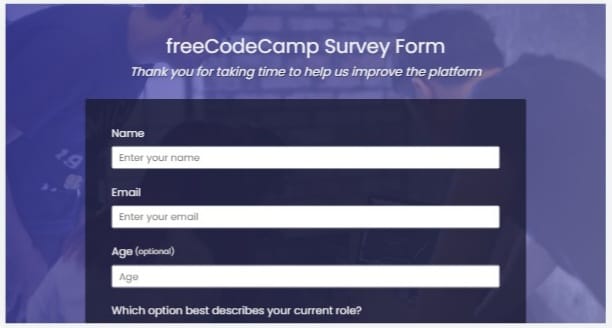 freeCodeCamp Survey Form
Thank you for taking time to help us improve the platform
Name
Enter your name
Email
Enter your email
Age (optional)
Age
Which option best describes your current role?